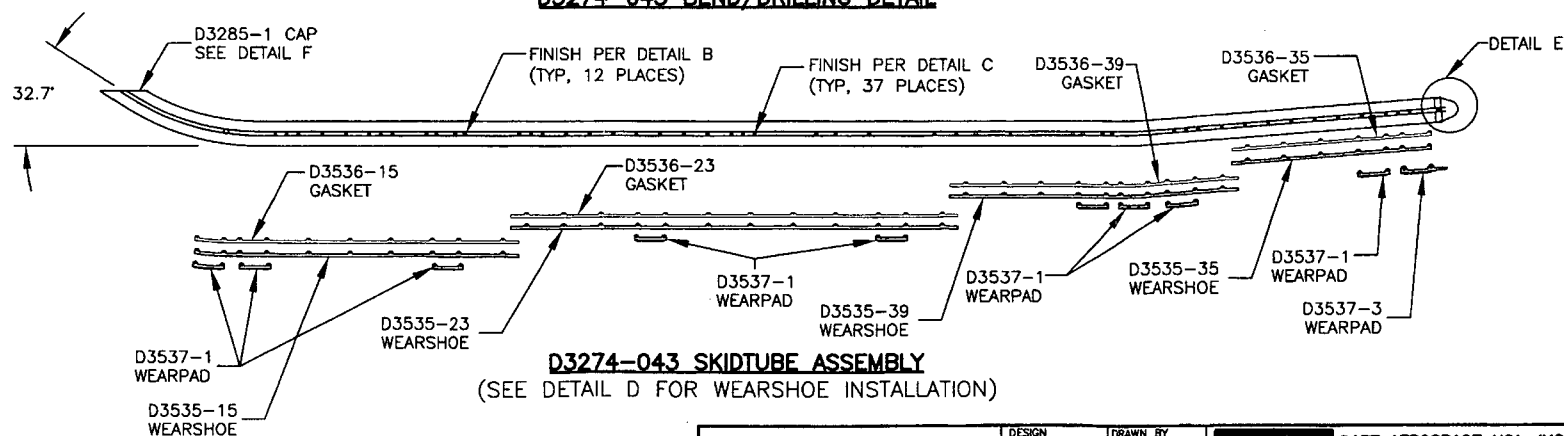 D3274-043 BEND/DRILLING DETAIL
D3285-1 CAP
SEE DETAIL F
FINISH PER DETAIL B
(TYP, 12 PLACES)
FINISH PER DETAIL C
(TYP, 37 PLACES)
D3536-39
GASKET
D3536-35
GASKET
DETAIL E
32.7°
D3536-15
GASKET
D3536-23
GASKET
D3537-1
WEARPAD
D3535-15
WEARSHOE
D3535-23
WEARSHOE
D3537-1
WEARPAD
D3535-39
WEARSHOE
D3537-1
WEARPAD
D3535-35
WEARSHOE
D3537-1
WEARPAD
D3537-3
WEARPAD
D3274-043 SKIDTUBE ASSEMBLY
(SEE DETAIL D FOR WEARSHOE INSTALLATION)
DESIGN
DRAWN BY